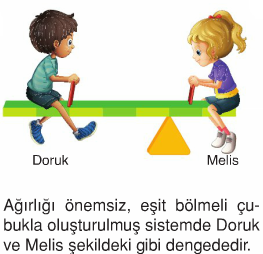 Doruk Melis
Ağırlığı önemsiz, eşit bölmeli çu-
bukla oluşturulmuş sistemde Doruk
ve Melis şekildeki gibi dengededir.